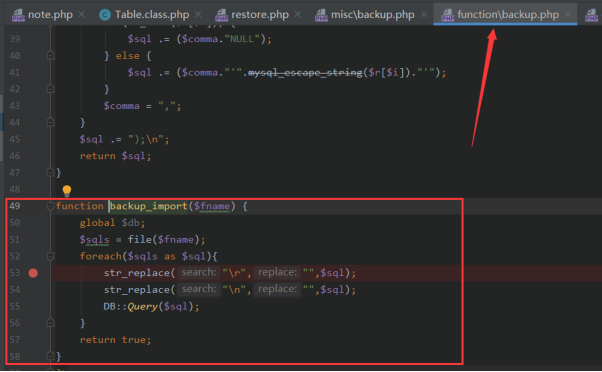 note.php × Table.class.php × restore.php × misc\backup.php × function\backup.php ×
39 $sql .= ($comma."NULL");
40 } else {
41 $sql .= ($comma."'".mysql_escape_string($r[$i])."'");
42 }
43 $comma = ",";
44 }
45 $sql .= ");\n";
46 return $sql;
47 }
48
49 function backup_import($fname) {
50 global $db;
51 $sqls = file($fname);
52 foreach($sqls as $sql){
53 str_replace( search: "\r", replace: "",$sql);
54 str_replace( search: "\n", replace: "",$sql);
55 DB::Query($sql);
56 }
57 return true;
58 }